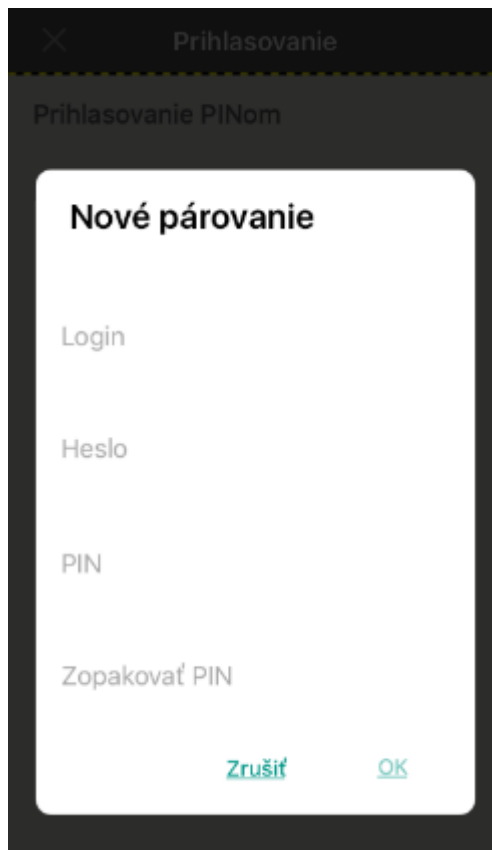 Prihlasovanie
Prihlasovanie PINom
Nové párovanie
Login
Heslo
PIN
Zopakovať PIN
Zrušiť OK